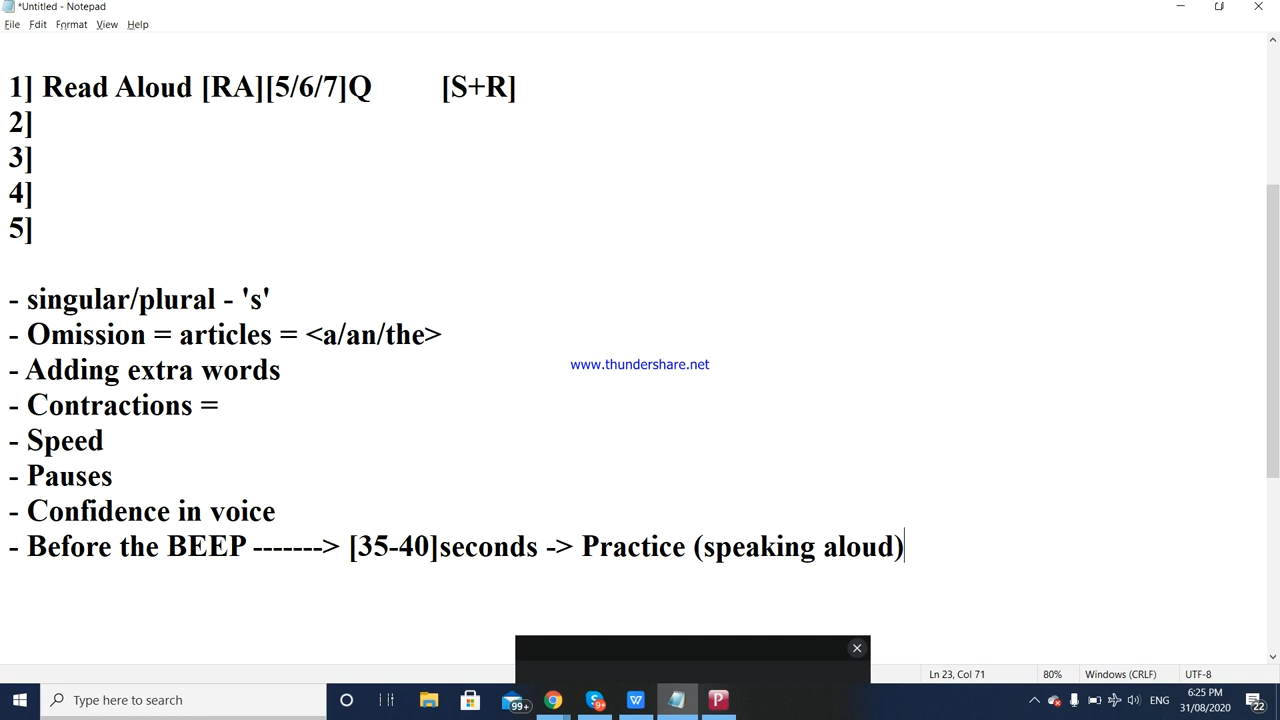 *Untitled - Notepad
File Edit Format View Help
1] Read Aloud [RA][5/6/7]Q [S+R]
2]
3]
4]
5]
- singular/plural - 's'
- Omission = articles = <a/an/the>
www.thundershare.net
- Adding extra words
- Contractions =
- Speed
- Pauses
- Confidence in voice
- Before the BEEP -------> [35-40]seconds -> Practice (speaking aloud)
Ln 23, Col 71 80% Windows (CRLF) UTF-8
Type here to search 99+ 9+ W P ENG 6:25 PM
31/08/2020 22